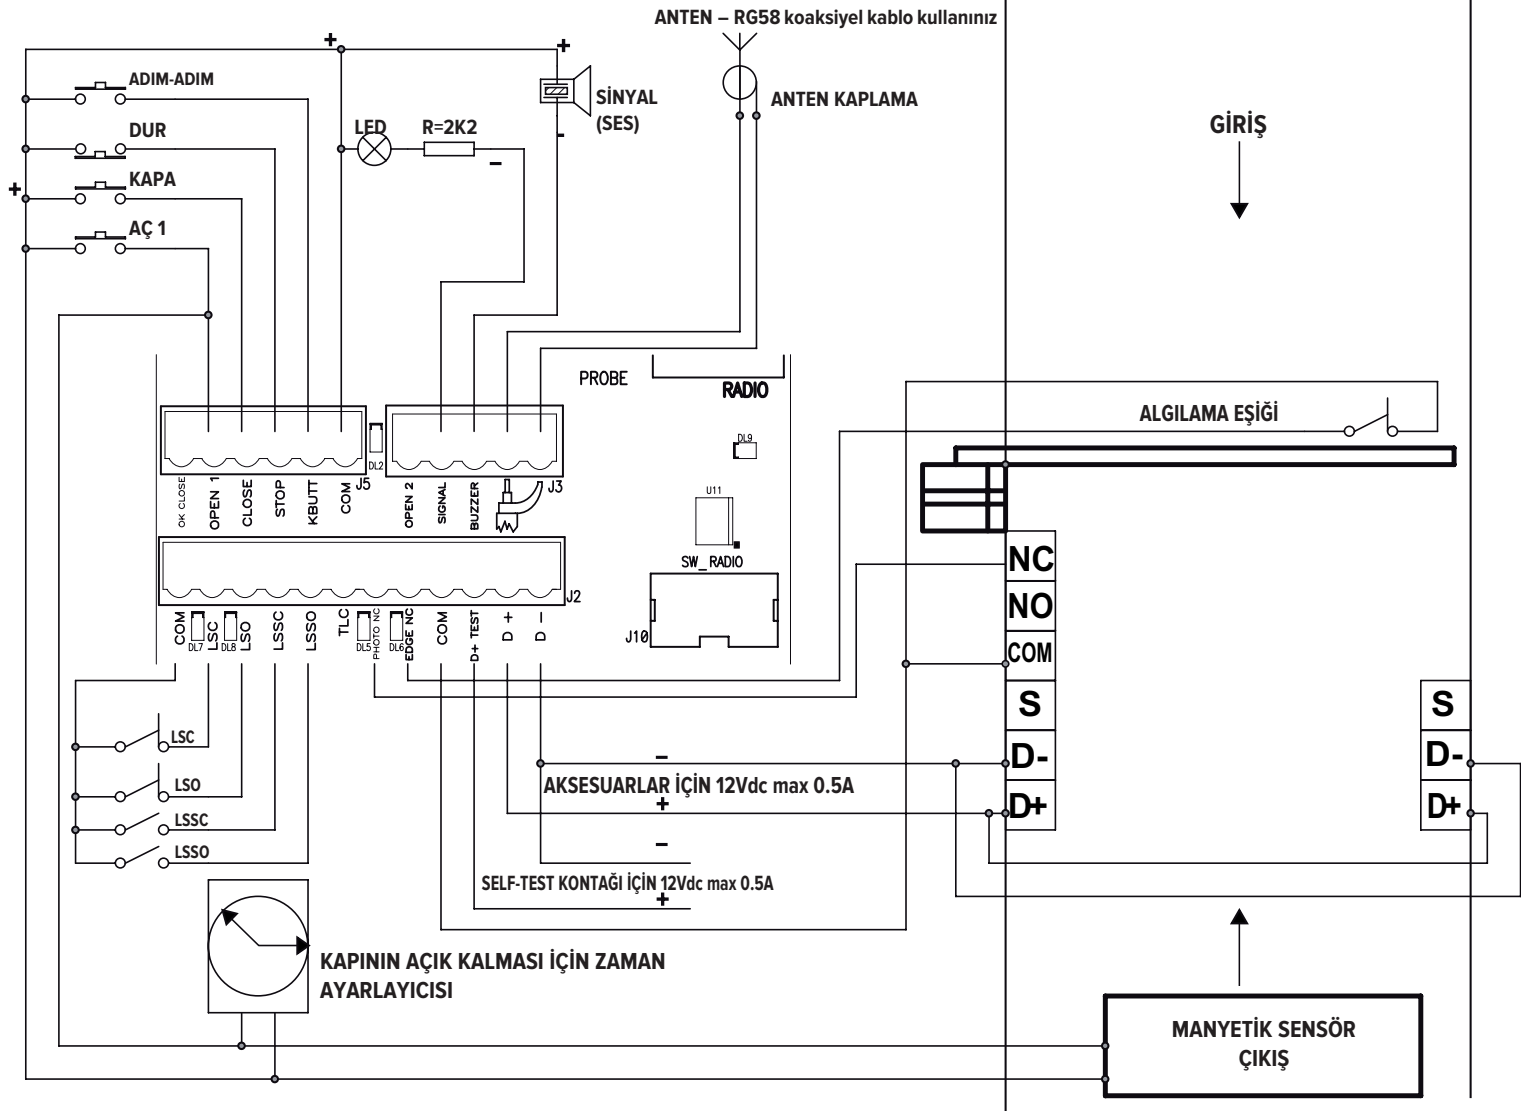 ANTEN – RG58 koaksiyel kablo kullanınız
+
+
ADIM-ADIM
SİNYAL
(SES)
ANTEN KAPLAMA
GİRİŞ
DUR
LED
R=2K2
-
–
+
KAPA
AÇ 1
PROBE
RADIO
ALGILAMA EŞİĞİ
DL9
DL2
J5
J3
OK CLOSE
OPEN 1
CLOSE
STOP
KBUTT
COM
OPEN 2
SIGNAL
BUZZER
U11
SW_RADIO
J10
J2
COM
DL7
LSC
DL8
LSO
LSSC
LSSO
TLC
DL5
PHOTO NC
DL6
EDGE NC
COM
D+ TEST
D +
D –
NC
NO
COM
S
D-
D+
S
D-
D+
LSC
LSO
LSSC
LSSO
–
AKSESUARLAR İÇİN 12Vdc max 0.5A
+
–
SELF-TEST KONTAĞI İÇİN 12Vdc max 0.5A
+
KAPININ AÇIK KALMASI İÇİN ZAMAN
AYARLAYICISI
MANYETİK SENSÖR
ÇIKIŞ